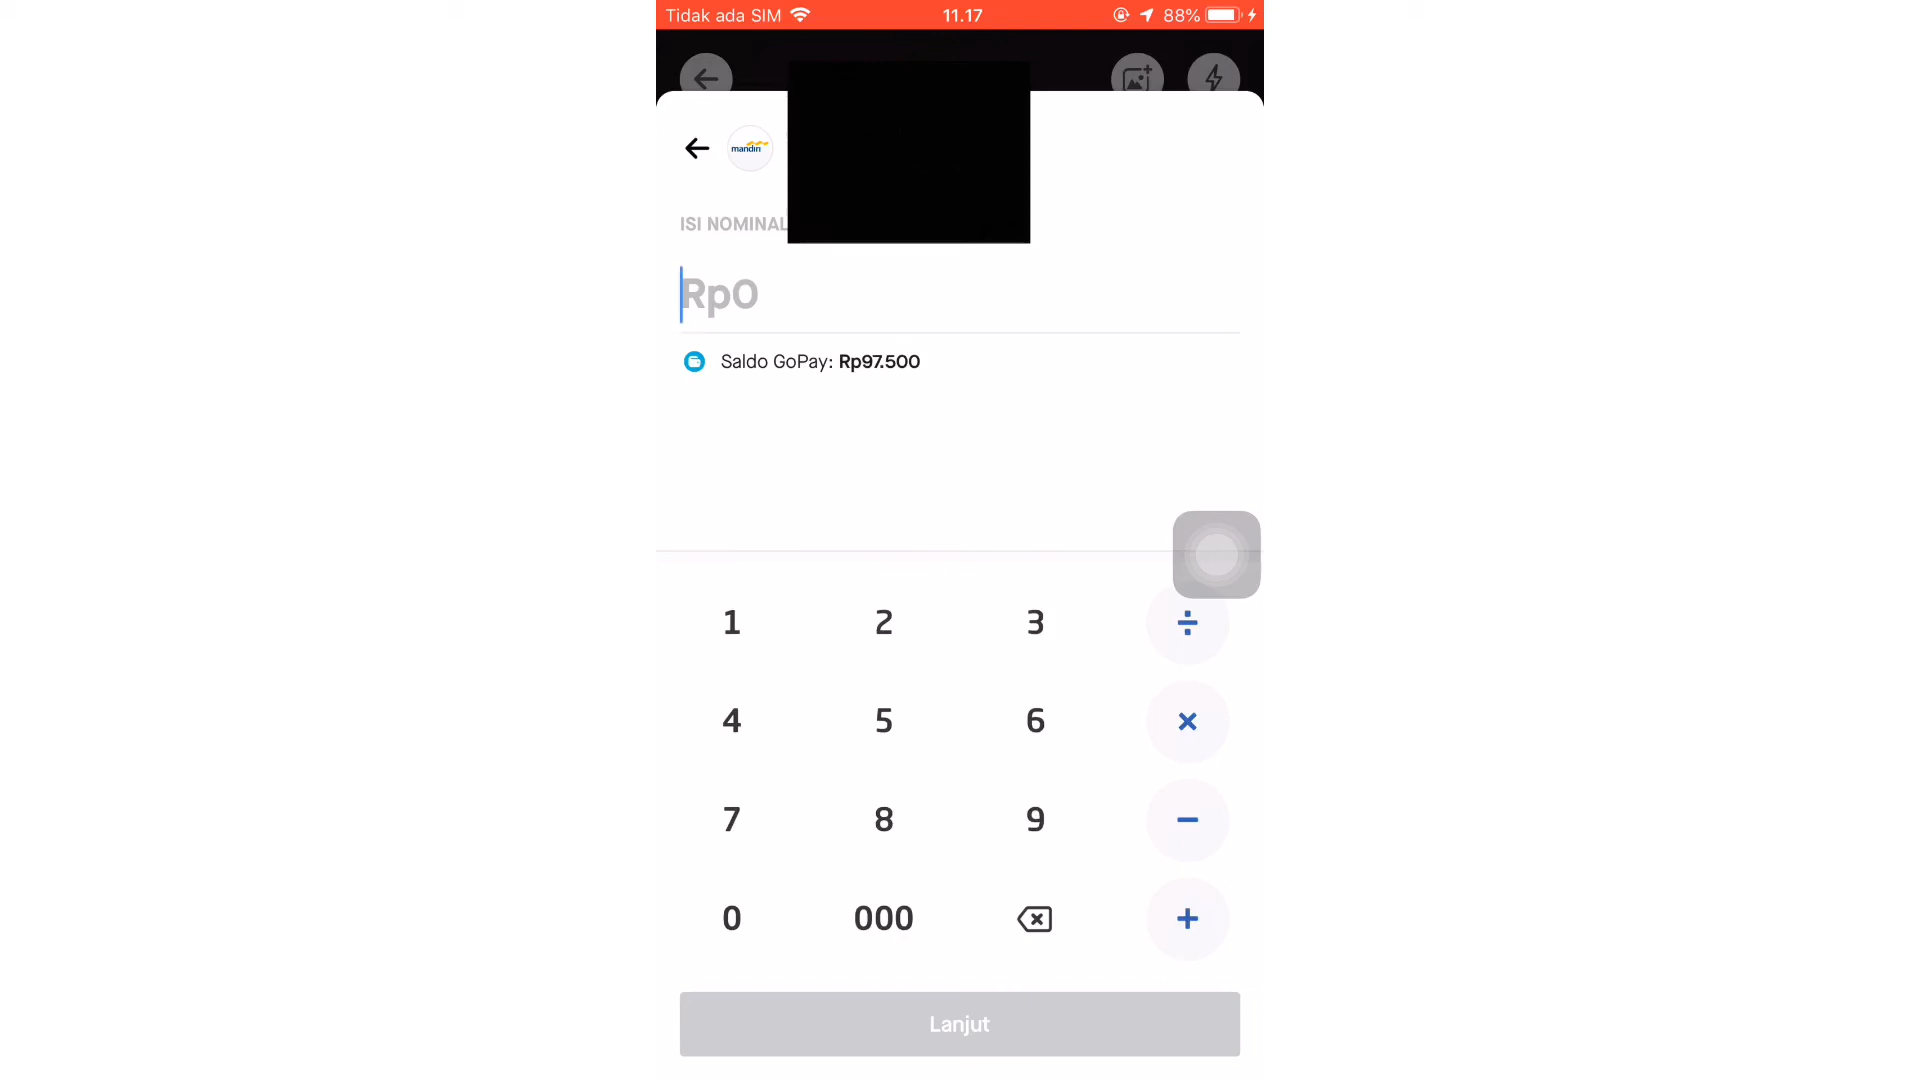 Tidak ada SIM 11.17 88%
mandiri
ISI NOMINAL
Rp0
Saldo GoPay: Rp97.500
1 2 3 ÷
4 5 6 ×
7 8 9 −
0 000 +
Lanjut